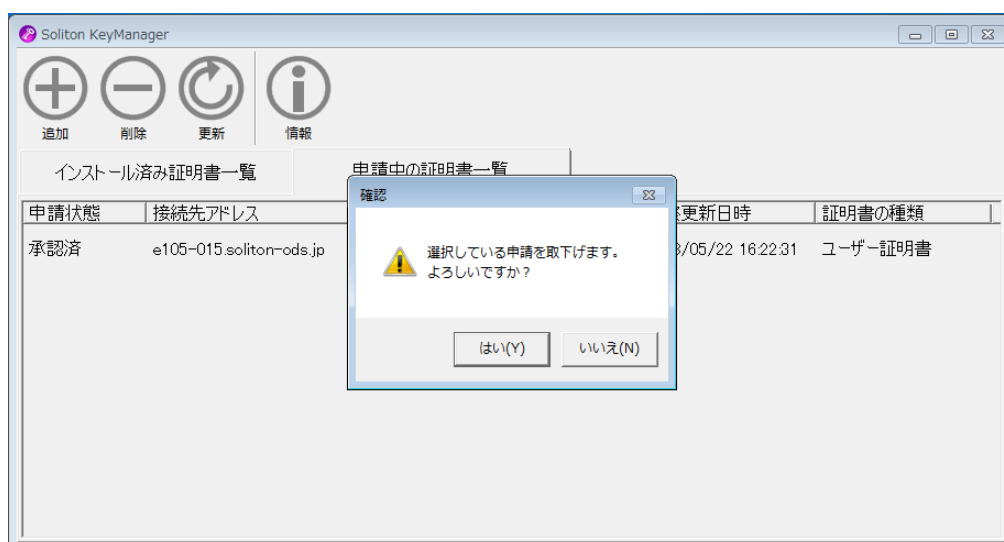 Soliton KeyManager
追加 削除 更新 情報
インストール済み証明書一覧 申請中の証明書一覧
確認
申請状態 接続先アドレス 更新日時 証明書の種類
承認済 e105-015.soliton-ods.jp /05/22 16:22:31 ユーザー証明書
選択している申請を取下げます。
よろしいですか?
はい(Y) いいえ(N)